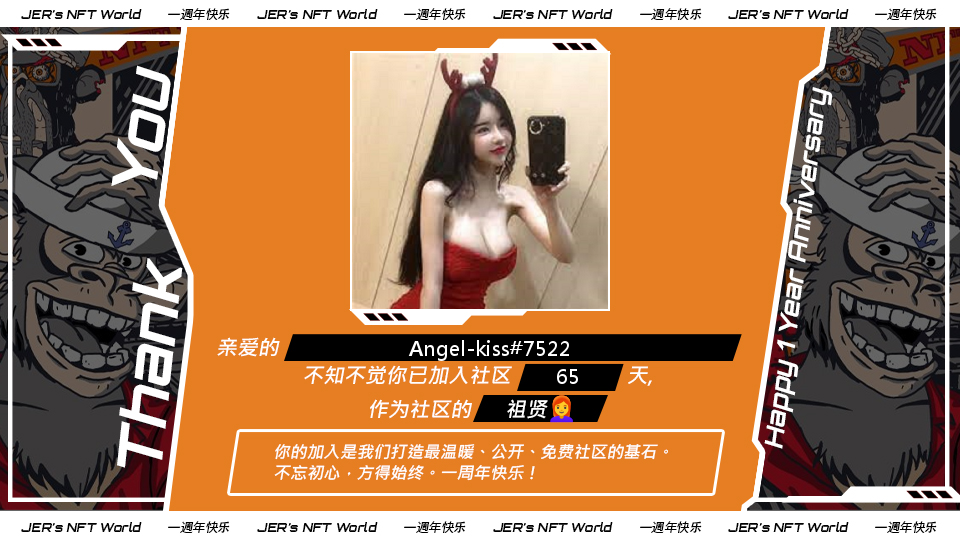 JER's NFT World 一週年快乐 JER's NFT World 一週年快乐 JER's NFT World 一週年快乐 JER's NFT World 一週年快乐
Thank You
Happy 1 Year Anniversary
亲爱的 Angel-kiss#7522
不知不觉你已加入社区 65 天,
作为社区的 祖贤👩‍🦰
你的加入是我们打造最温暖、公开、免费社区的基石。
不忘初心，方得始终。一周年快乐！
JER's NFT World 一週年快乐 JER's NFT World 一週年快乐 JER's NFT World 一週年快乐 JER's NFT World 一週年快乐